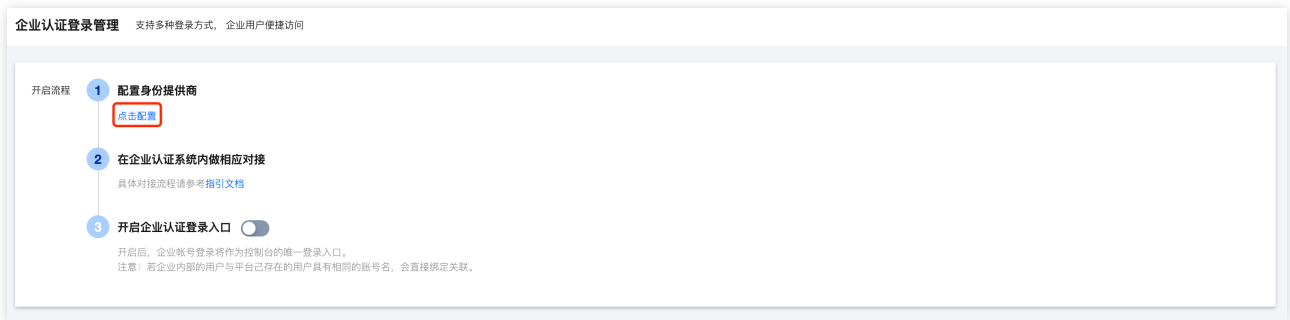 企业认证登录管理 支持多种登录方式， 企业用户便捷访问
开启流程 1 配置身份提供商
点击配置
2 在企业认证系统内做相应对接
具体对接流程请参考指引文档
3 开启企业认证登录入口
开启后，企业帐号登录将作为控制台的唯一登录入口。
注意：若企业内部的用户与平台已存在的用户具有相同的账号名，会直接绑定关联。